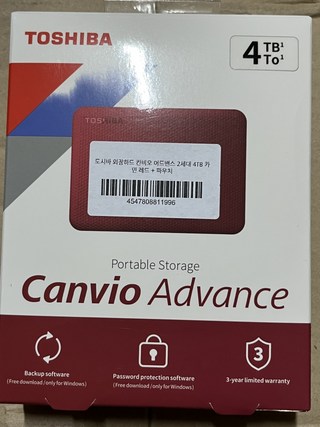 TOSHIBA
4 TB¹
To¹
TOSHIBA
도시바 외장하드 칸비오 어드밴스 2세대 4TB 카
민 레드 + 파우치
4547808811996
Portable Storage
Canvio Advance
3
Backup software
(Free download /only for Windows)
Password protection software
(Free download /only for Windows)
3-year limited warranty